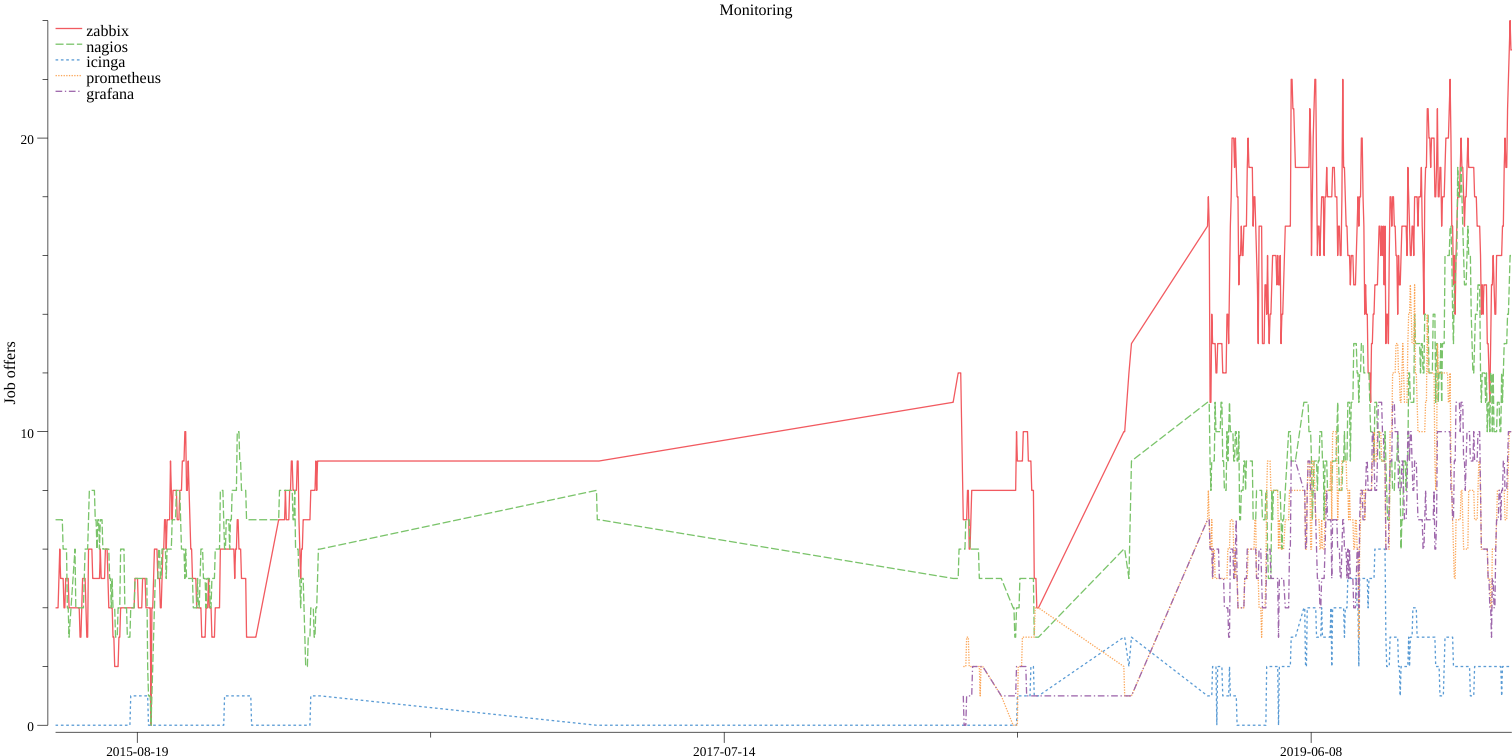 Monitoring
zabbix
nagios
icinga
prometheus
grafana
Job offers
20
10
0
2015-08-19
2017-07-14
2019-06-08